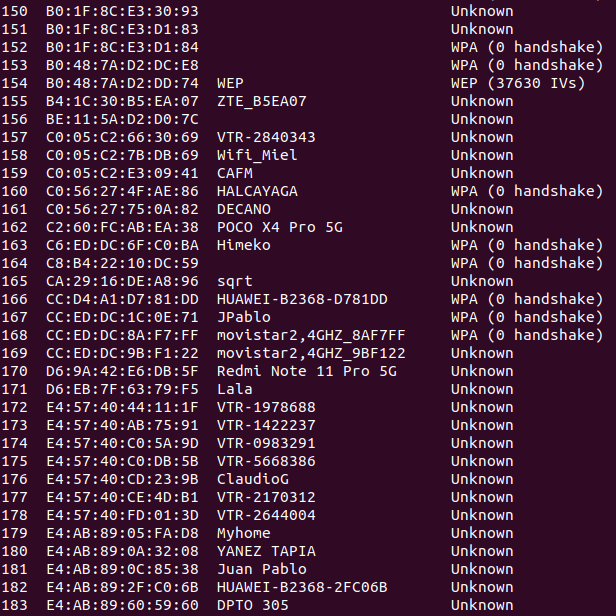 150 B0:1F:8C:E3:30:93 Unknown
151 B0:1F:8C:E3:D1:83 Unknown
152 B0:1F:8C:E3:D1:84 WPA (0 handshake)
153 B0:48:7A:D2:DC:E8 WPA (0 handshake)
154 B0:48:7A:D2:DD:74 WEP WEP (37630 IVs)
155 B4:1C:30:B5:EA:07 ZTE_B5EA07 Unknown
156 BE:11:5A:D2:D0:7C Unknown
157 C0:05:C2:66:30:69 VTR-2840343 Unknown
158 C0:05:C2:7B:DB:69 Wifi_Miel Unknown
159 C0:05:C2:E3:09:41 CAFM Unknown
160 C0:56:27:4F:AE:86 HALCAYAGA WPA (0 handshake)
161 C0:56:27:75:0A:82 DECANO Unknown
162 C2:60:FC:AB:EA:38 POCO X4 Pro 5G Unknown
163 C6:ED:DC:6F:C0:BA Himeko WPA (0 handshake)
164 C8:B4:22:10:DC:59 WPA (0 handshake)
165 CA:29:16:DE:A8:96 sqrt Unknown
166 CC:D4:A1:D7:81:DD HUAWEI-B2368-D781DD WPA (0 handshake)
167 CC:ED:DC:1C:0E:71 JPablo WPA (0 handshake)
168 CC:ED:DC:8A:F7:FF movistar2,4GHZ_8AF7FF WPA (0 handshake)
169 CC:ED:DC:9B:F1:22 movistar2,4GHZ_9BF122 Unknown
170 D6:9A:42:E6:DB:5F Redmi Note 11 Pro 5G Unknown
171 D6:EB:7F:63:79:F5 Lala Unknown
172 E4:57:40:44:11:1F VTR-1978688 Unknown
173 E4:57:40:AB:75:91 VTR-1422237 Unknown
174 E4:57:40:C0:5A:9D VTR-0983291 Unknown
175 E4:57:40:C0:DB:5B VTR-5668386 Unknown
176 E4:57:40:CD:23:9B ClaudioG Unknown
177 E4:57:40:CE:4D:B1 VTR-2170312 Unknown
178 E4:57:40:FD:01:3D VTR-2644004 Unknown
179 E4:AB:89:05:FA:D8 Myhome Unknown
180 E4:AB:89:0A:32:08 YANEZ TAPIA Unknown
181 E4:AB:89:0C:85:38 Juan Pablo Unknown
182 E4:AB:89:2F:C0:6B HUAWEI-B2368-2FC06B Unknown
183 E4:AB:89:60:59:60 DPTO 305 Unknown